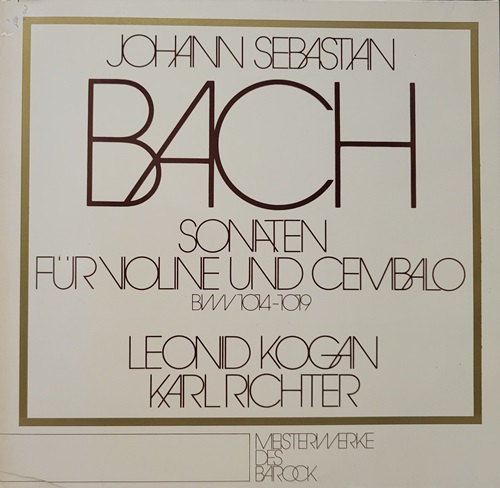 JOHANN SEBASTIAN
BACH
SONATEN
FÜR VIOLINE UND CEMBALO
BWV 1014-1019
LEONID KOGAN
KARL RICHTER
MEISTERWERKE
DES
BAROCK